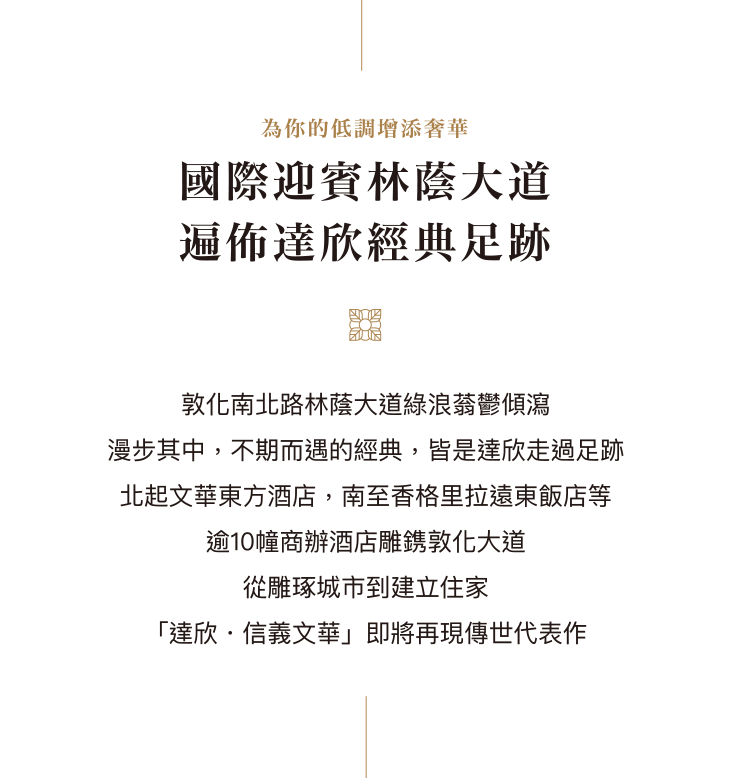 為你的低調增添奢華
國際迎賓林蔭大道
遍佈達欣經典足跡
敦化南北路林蔭大道綠浪蓊鬱傾瀉
漫步其中，不期而遇的經典，皆是達欣走過足跡
北起文華東方酒店，南至香格里拉遠東飯店等
逾10幢商辦酒店雕鐫敦化大道
從雕琢城市到建立住家
「達欣．信義文華」即將再現傳世代表作